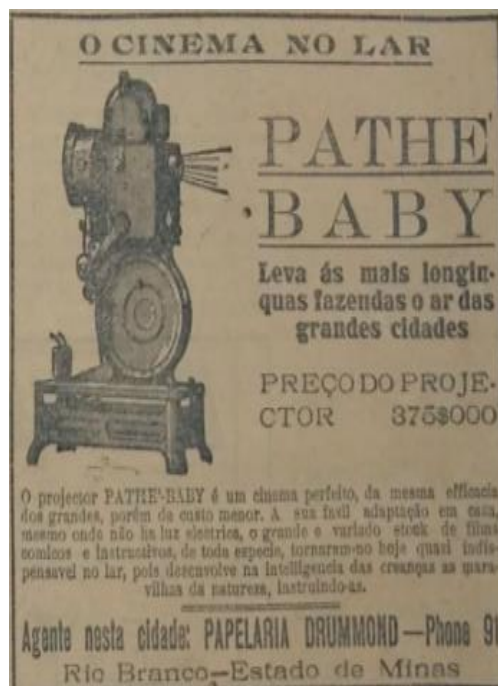 O CINEMA NO LAR
PATHE'
BABY
Leva ás mais longin-
quas fazendas o ar das
grandes cidades
PREÇO DO PROJE-
CTOR 375$000
O projector PATHE'-BABY é um cinema perfeito, da mesma efficacia
dos grandes, porém de custo menor. A sua facil adaptação em casa,
mesmo onde não ha luz electrica, o grande e variado stock de films
comicos e instructivos, de toda especie, tornaram-no hoje quasi indis-
pensavel no lar, pois desenvolve na intelligencia das creanças as mara-
vilhas da natureza, instruindo-as.
Agente nesta cidade: PAPELARIA DRUMMOND—Phone 91
Rio Branco—Estado de Minas